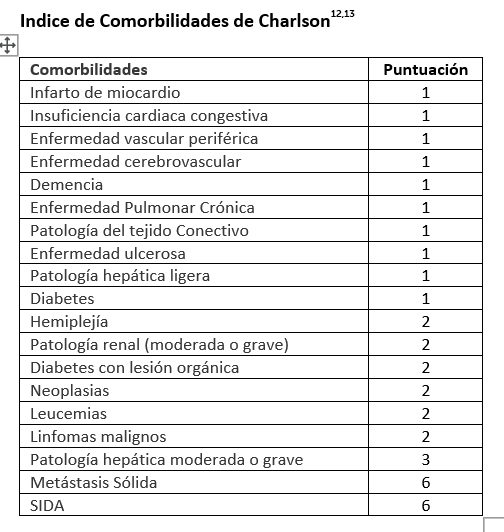 Indice de Comorbilidades de Charlson12,13
Comorbilidades Puntuación
Infarto de miocardio 1
Insuficiencia cardiaca congestiva 1
Enfermedad vascular periférica 1
Enfermedad cerebrovascular 1
Demencia 1
Enfermedad Pulmonar Crónica 1
Patología del tejido Conectivo 1
Enfermedad ulcerosa 1
Patología hepática ligera 1
Diabetes 1
Hemiplejía 2
Patología renal (moderada o grave) 2
Diabetes con lesión orgánica 2
Neoplasias 2
Leucemias 2
Linfomas malignos 2
Patología hepática moderada o grave 3
Metástasis Sólida 6
SIDA 6